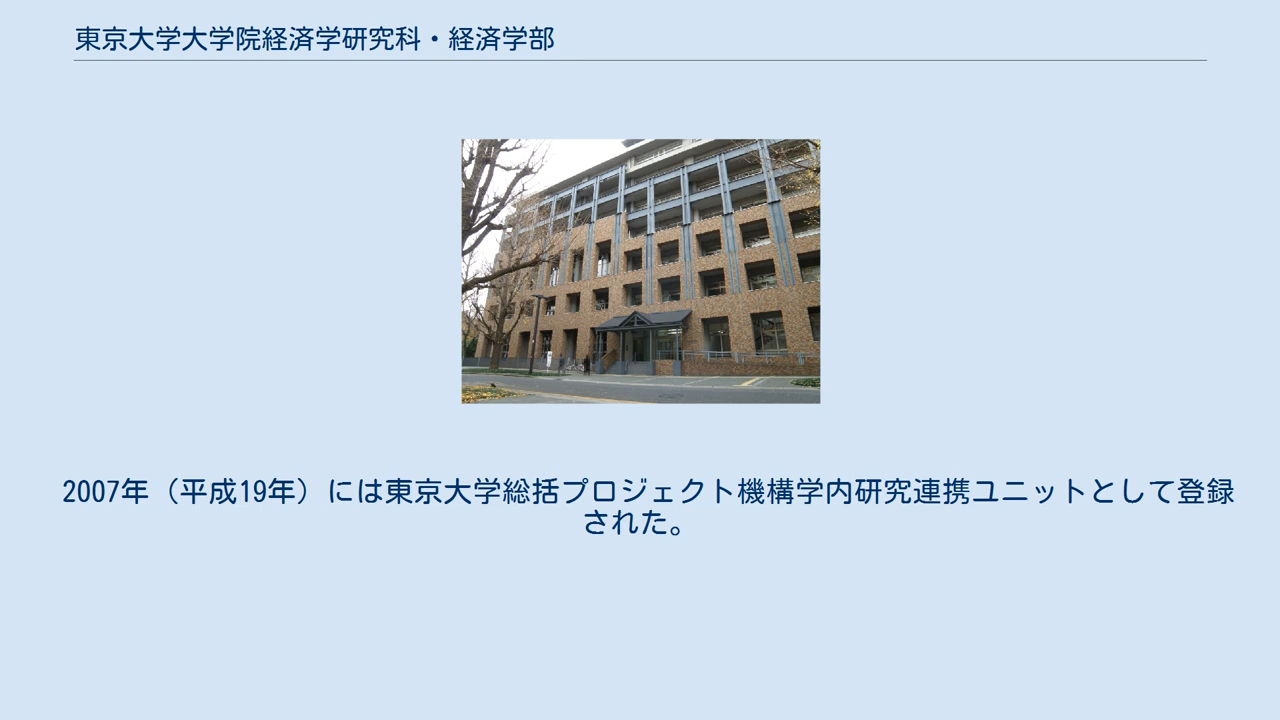 東京大学大学院経済学研究科・経済学部
2007年（平成19年）には東京大学総括プロジェクト機構学内研究連携ユニットとして登録
された。